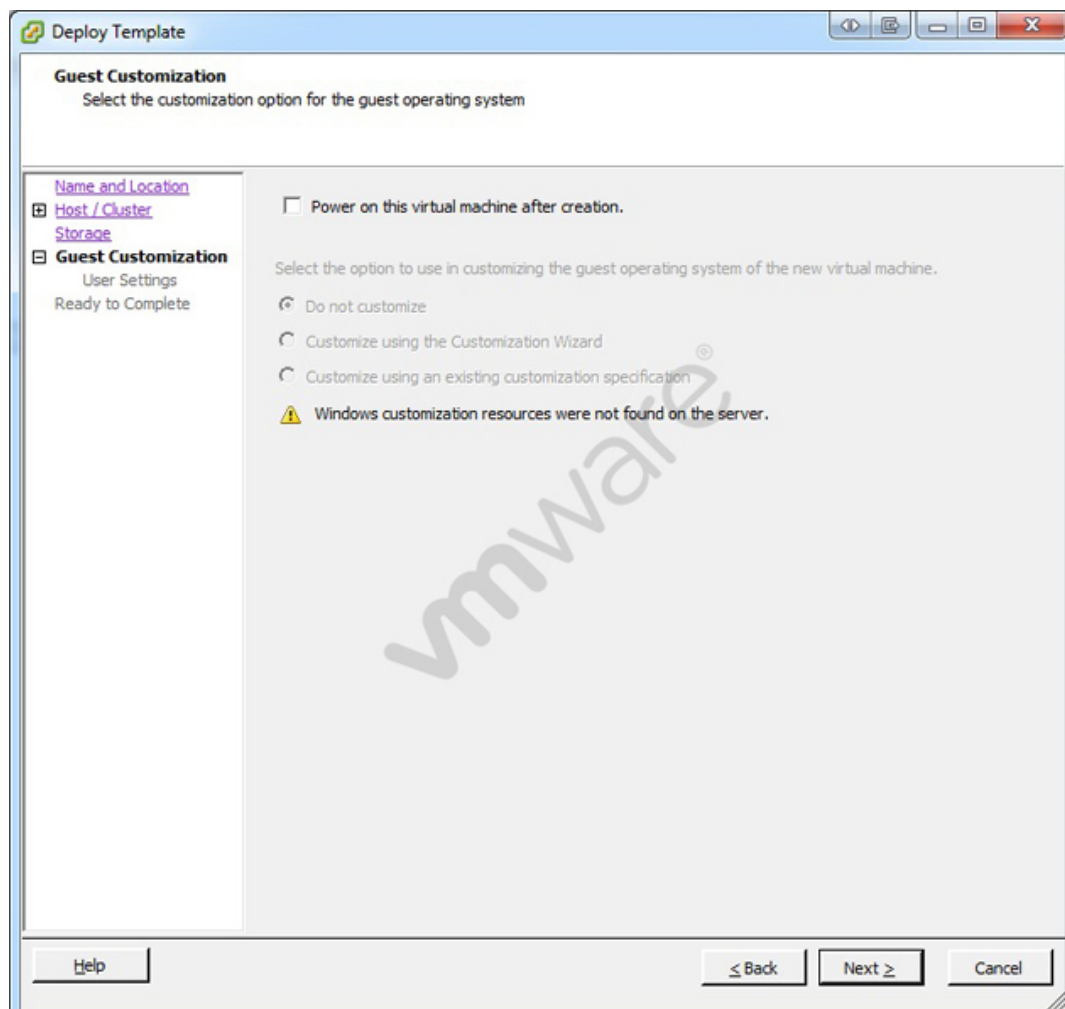 Deploy Template
Guest Customization
Select the customization option for the guest operating system
Name and Location
Host / Cluster
Storage
Guest Customization
User Settings
Ready to Complete
Power on this virtual machine after creation.
Select the option to use in customizing the guest operating system of the new virtual machine.
Do not customize
Customize using the Customization Wizard
Customize using an existing customization specification
Windows customization resources were not found on the server.
vmware®
Help
< Back
Next >
Cancel